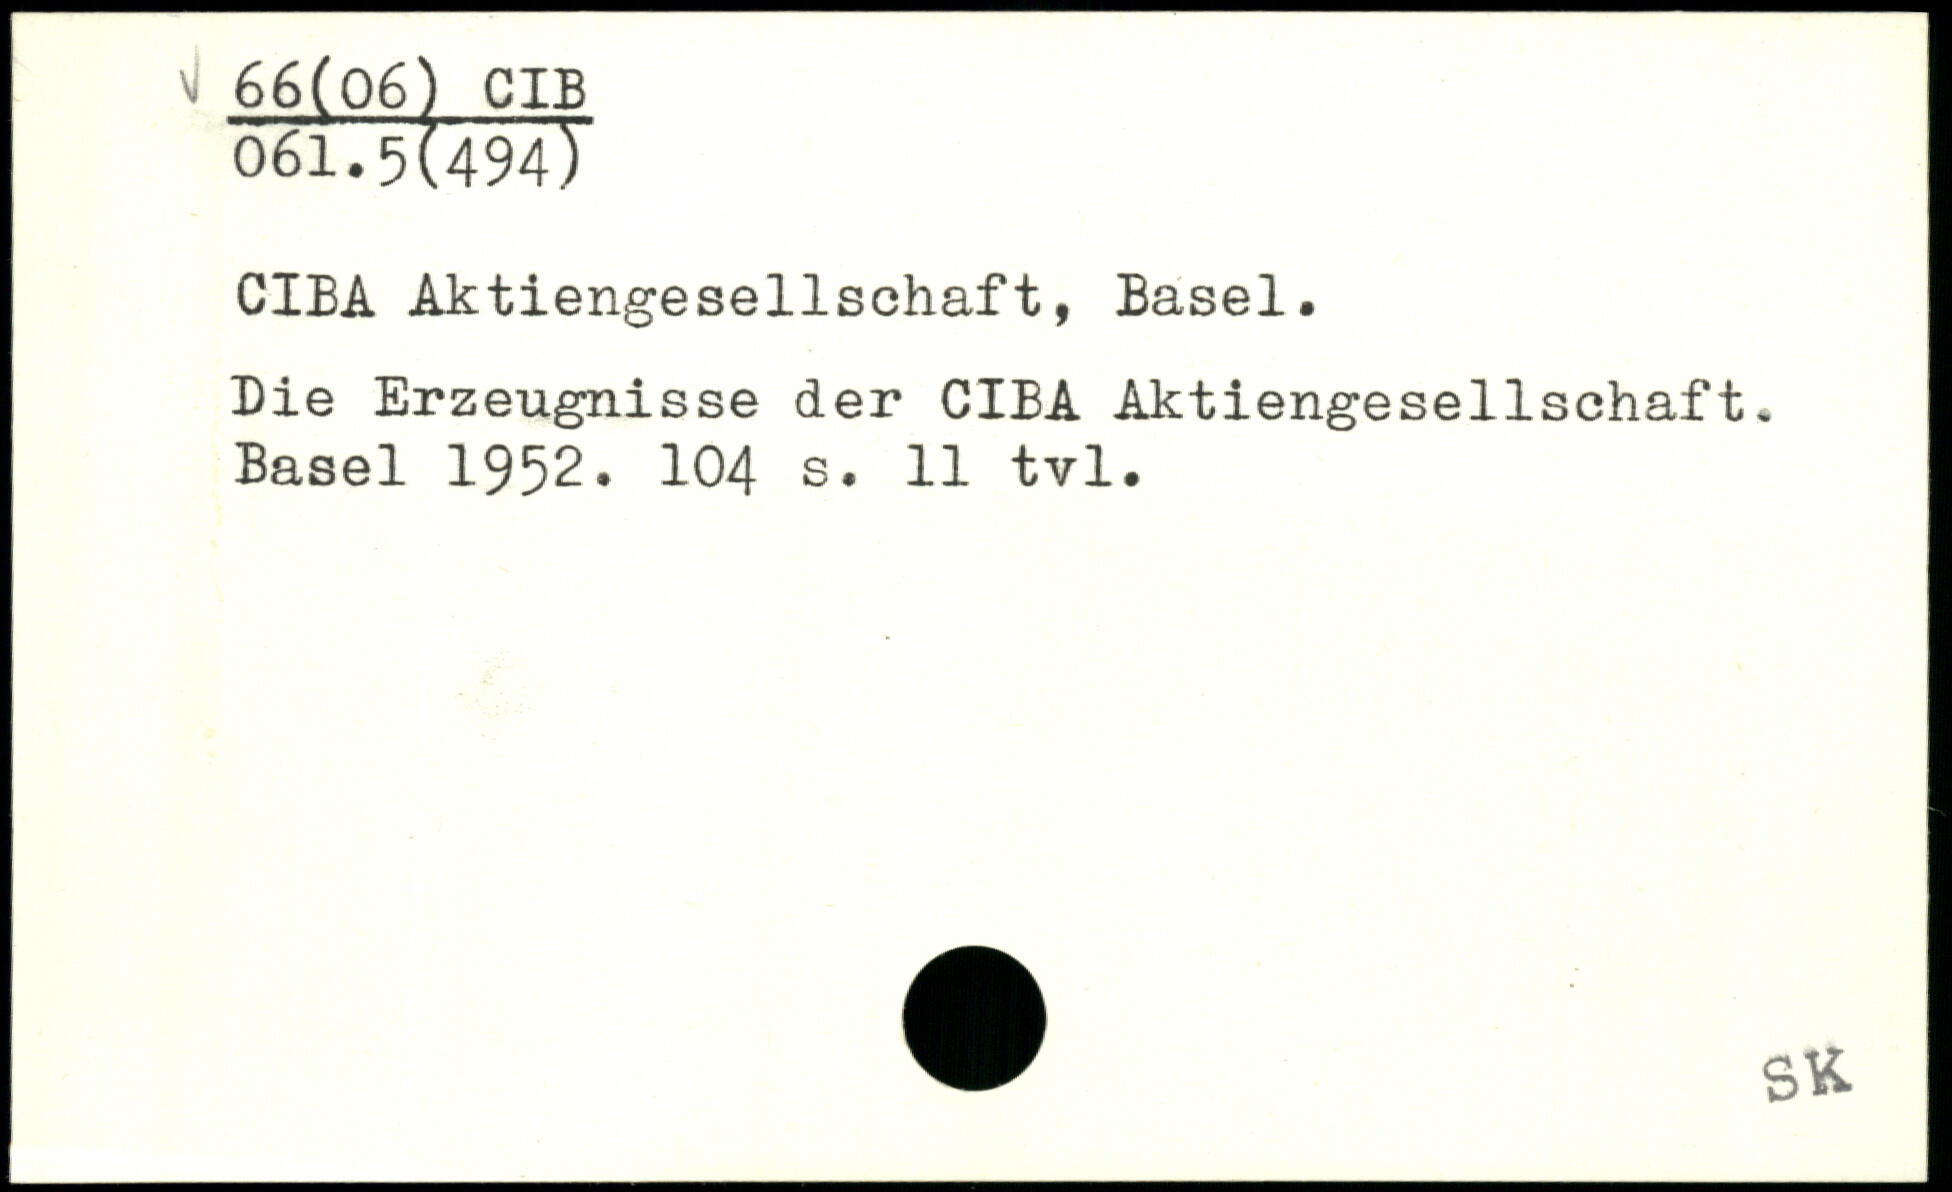 √ 66(06) CIB
061.5(494)
CIBA Aktiengesellschaft, Basel.
Die Erzeugnisse der CIBA Aktiengesellschaft.
Basel 1952. 104 s. 11 tvl.
SK